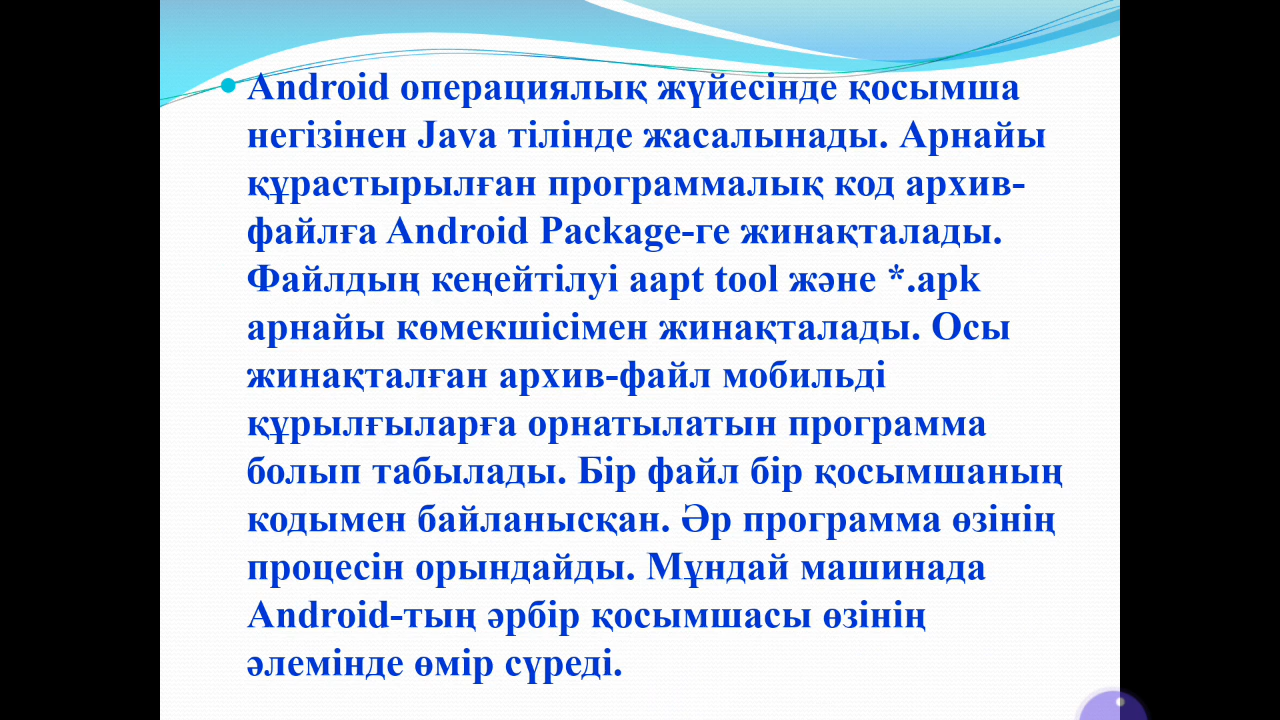 Android операциялық жүйесінде қосымша
негізінен Java тілінде жасалынады. Арнайы
құрастырылған программалық код архив-
файлға Android Package-ге жинақталады.
Файлдың кеңейтілуі aapt tool және *.apk
арнайы көмекшісімен жинақталады. Осы
жинақталған архив-файл мобильді
құрылғыларға орнатылатын программа
болып табылады. Бір файл бір қосымшаның
кодымен байланысқан. Әр программа өзінің
процесін орындайды. Мұндай машинада
Android-тың әрбір қосымшасы өзінің
әлемінде өмір сүреді.